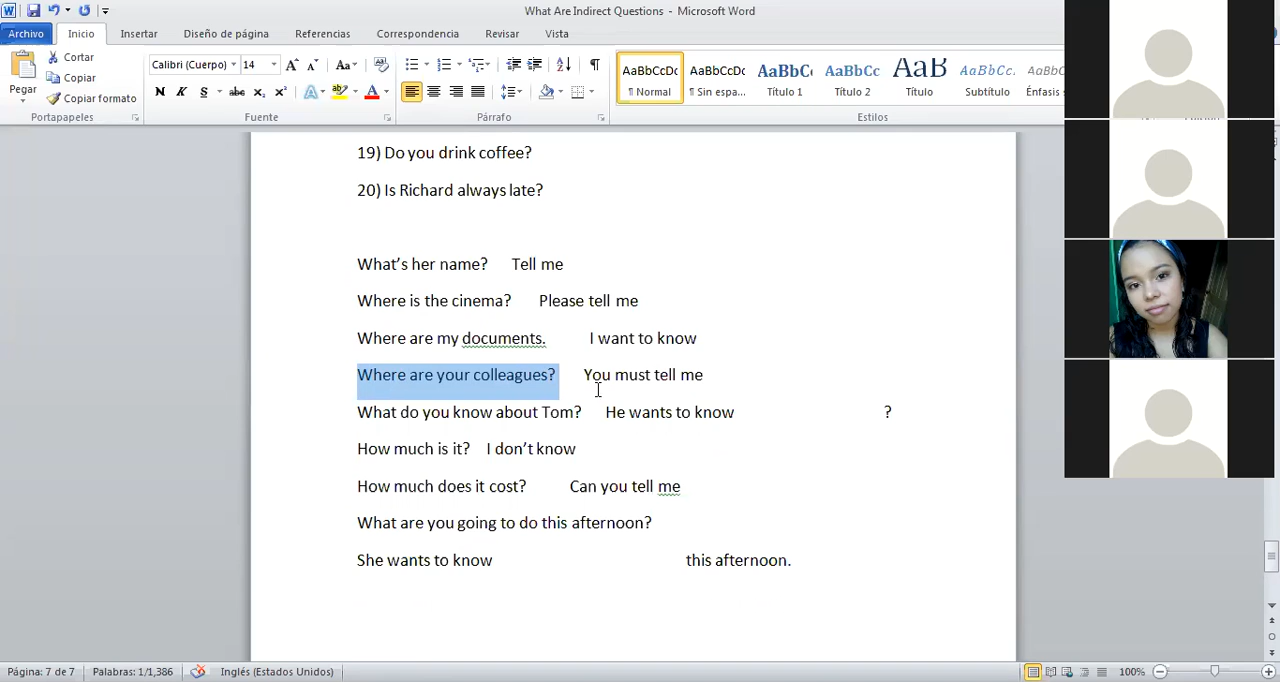 What Are Indirect Questions - Microsoft Word
Archivo Inicio Insertar Diseño de página Referencias Correspondencia Revisar Vista
Pegar
Cortar
Copiar
Copiar formato
Portapapeles
Calibri (Cuerpo) 14
Fuente
Párrafo
AaBbCcDc AaBbCcDc AaBbC AaBbCc AaB AaBbCc AaBbCc
¶ Normal ¶ Sin espa... Título 1 Título 2 Título Subtítulo Énfasis
Estilos
19) Do you drink coffee?
20) Is Richard always late?
What's her name? Tell me
Where is the cinema? Please tell me
Where are my documents. I want to know
Where are your colleagues? You must tell me
What do you know about Tom? He wants to know ?
How much is it? I don't know
How much does it cost? Can you tell me
What are you going to do this afternoon?
She wants to know this afternoon.
Página: 7 de 7 Palabras: 1/1,386 Inglés (Estados Unidos) 100%